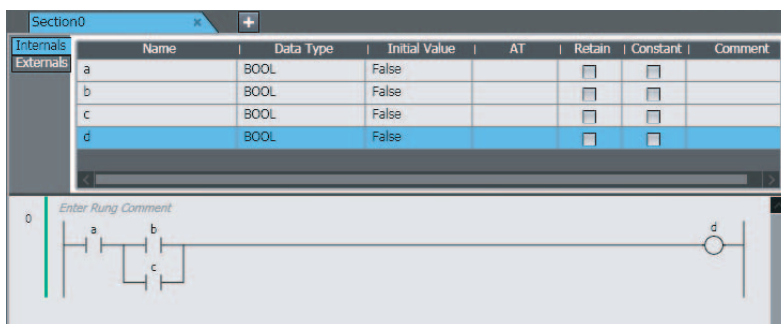 Section0 × +
Internals
Externals
Name Data Type Initial Value AT Retain Constant Comment
a BOOL False
b BOOL False
c BOOL False
d BOOL False
0 Enter Rung Comment
a b d
c